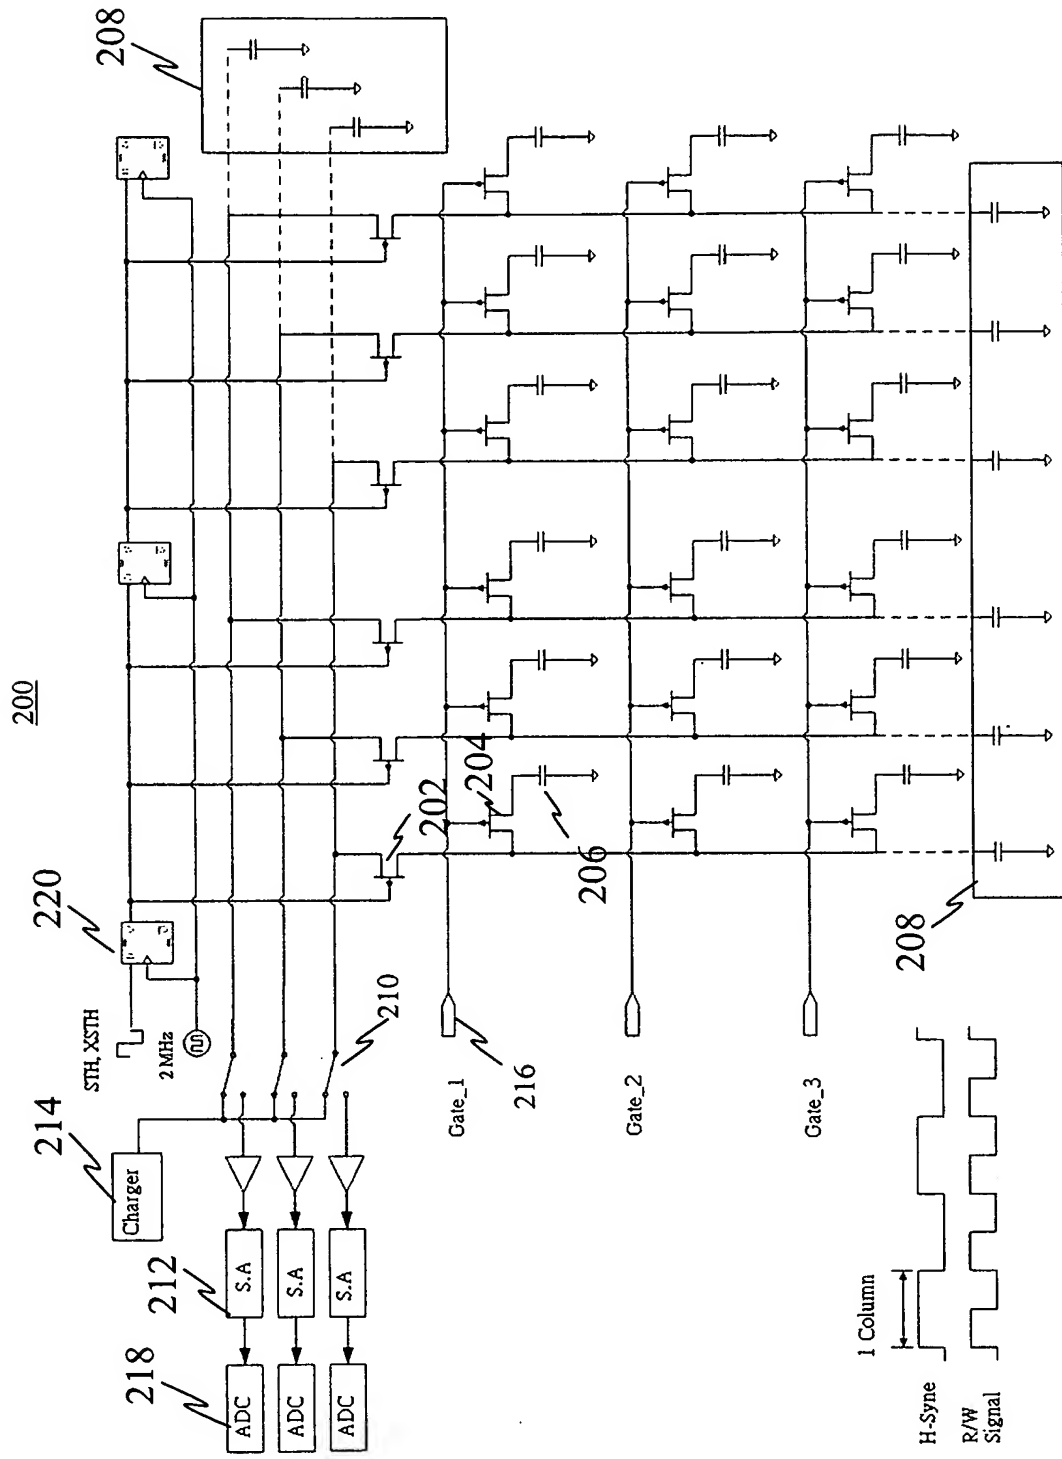 200
208
220
STH, XSTH
2 MHz
214
Charger
210
212
S.A
S.A
S.A
218
ADC
ADC
ADC
202
204
206
216
Gate_1
Gate_2
Gate_3
208
1 Column
H-Syne
R/W
Signal